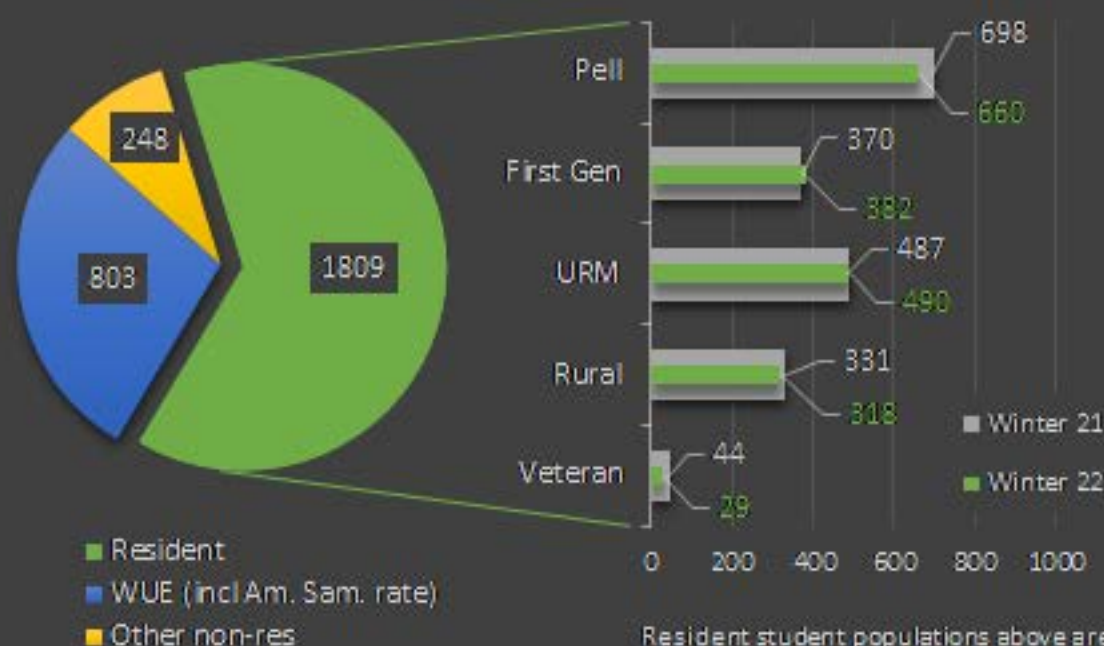 248
803
1809
Resident
WUE (incl Am. Sam. rate)
Other non-res
Pell
698
660
First Gen
370
382
URM
487
490
Rural
331
318
Veteran
44
29
Winter 21
Winter 22
0 200 400 600 800 1000
Resident student populations above are